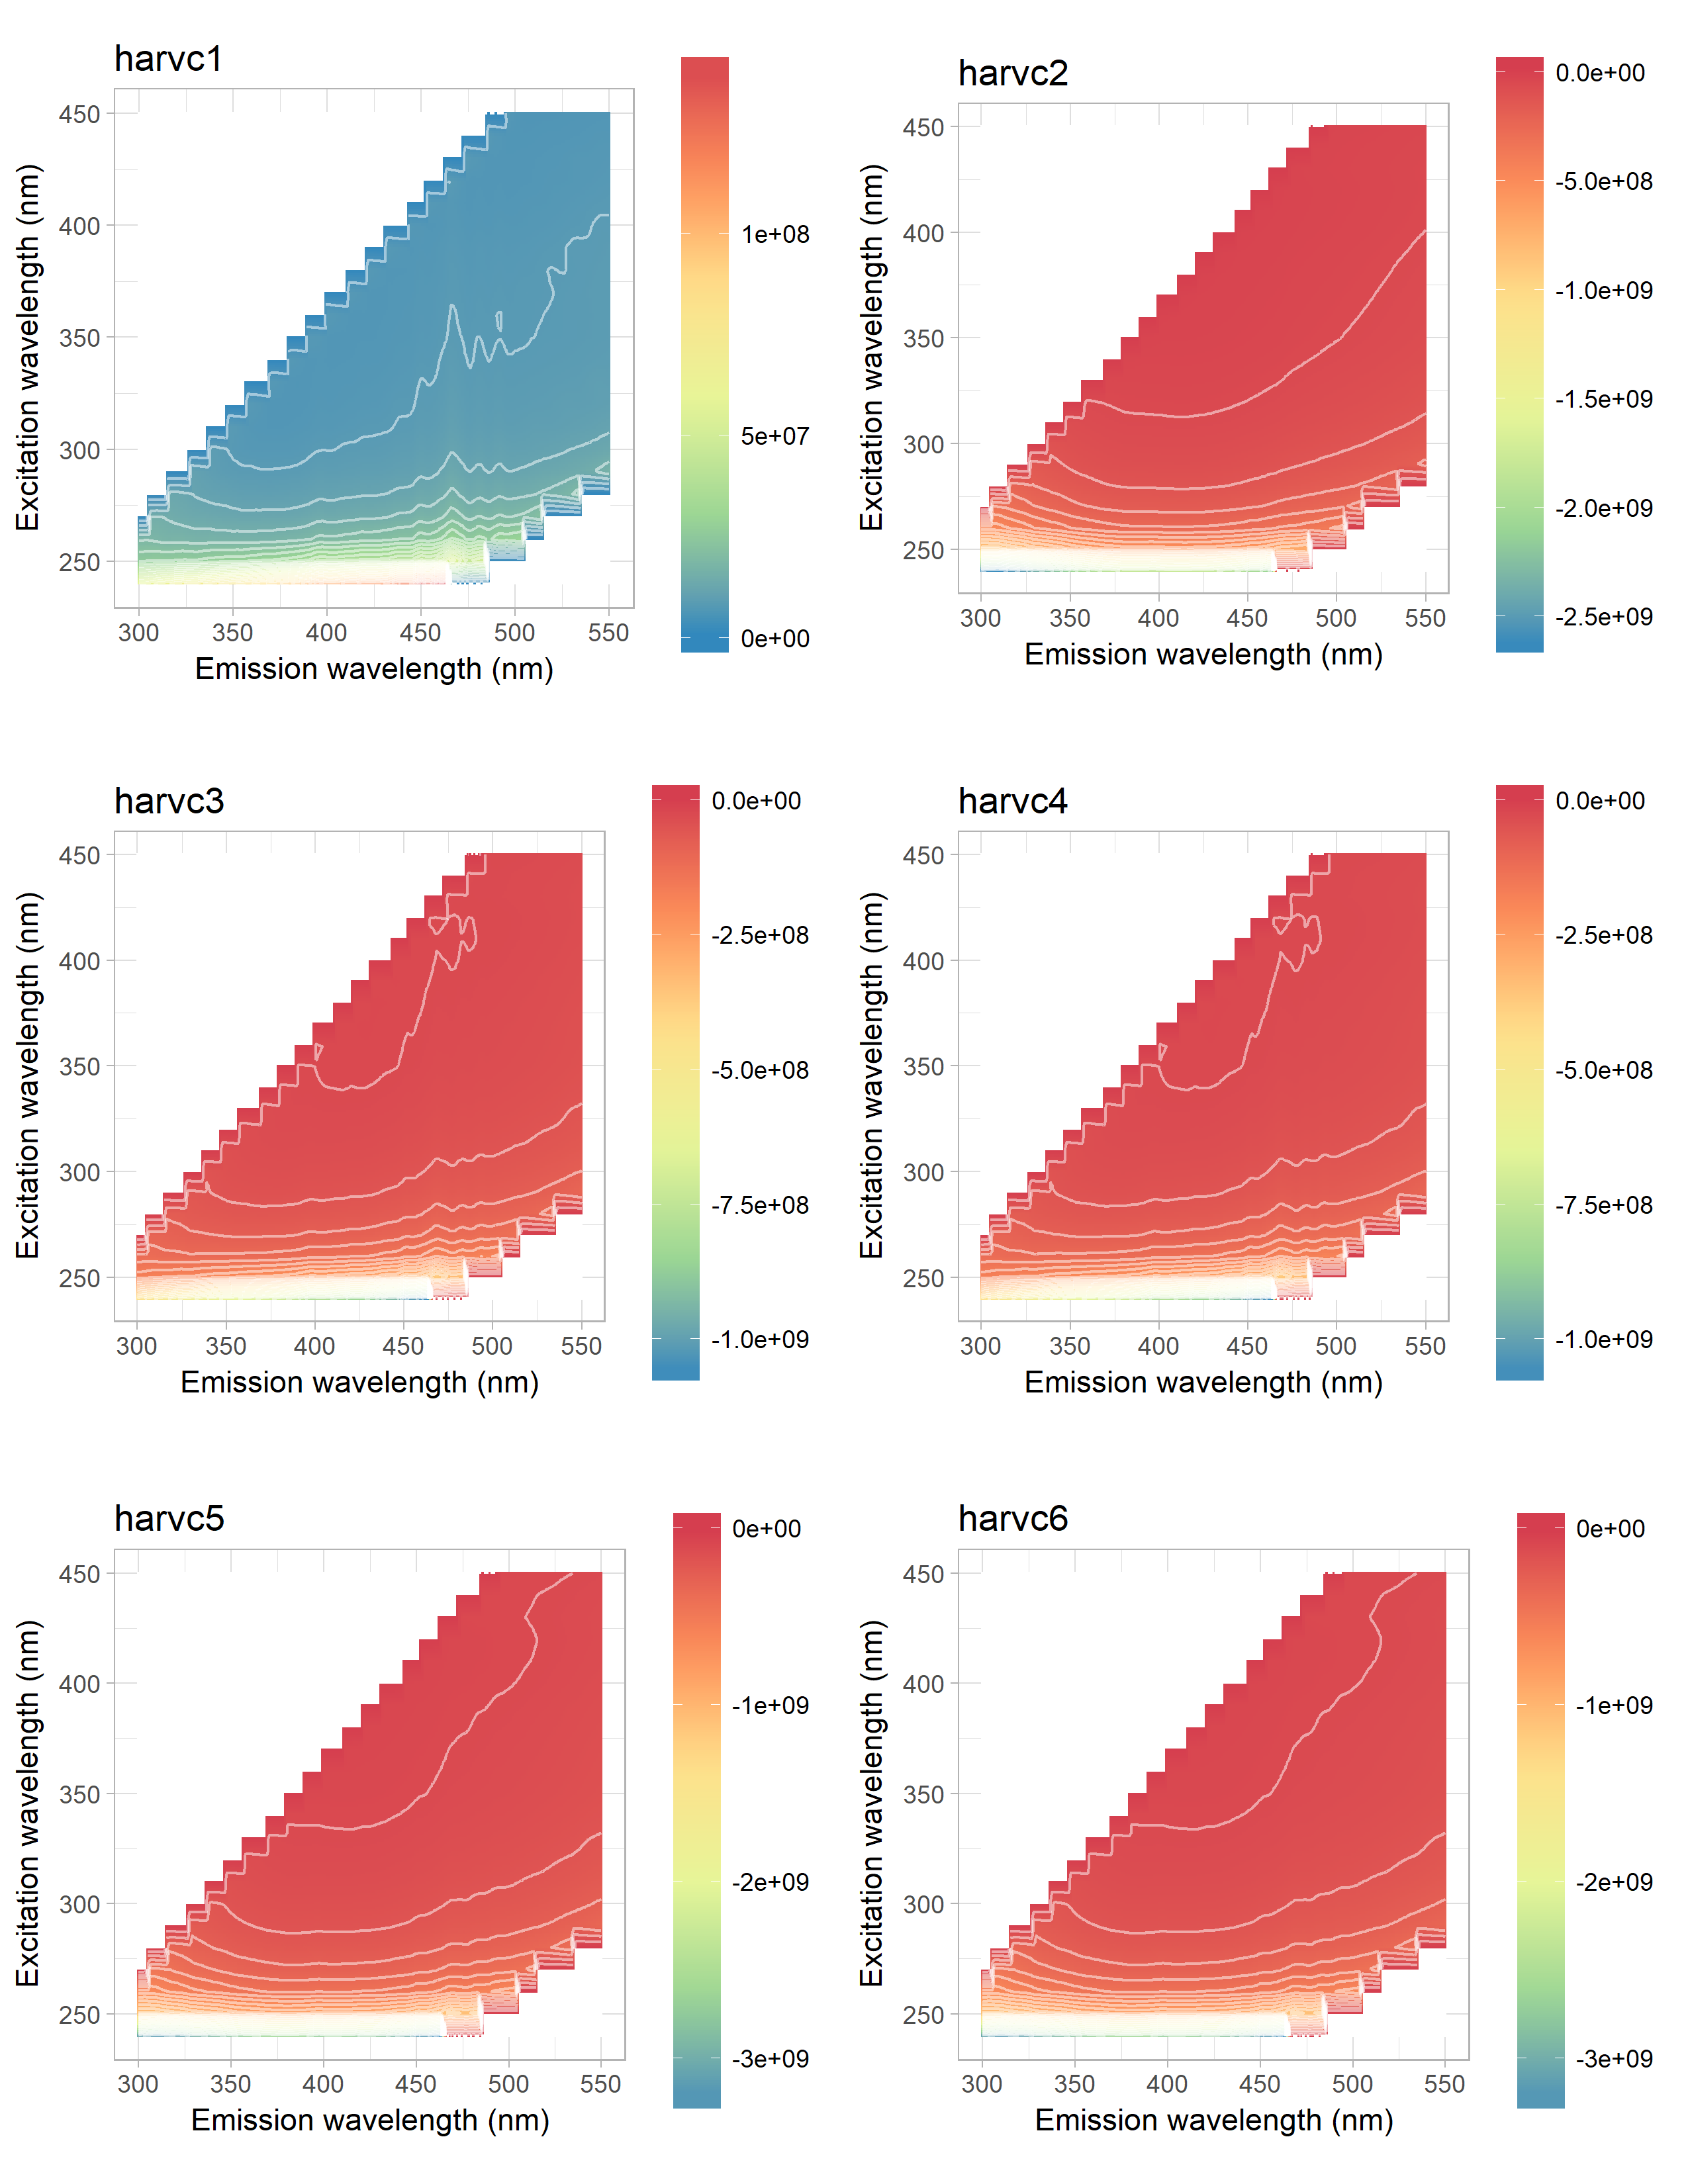 harvc1
450
400
350
300
250
300 350 400 450 500 550
Emission wavelength (nm)
Excitation wavelength (nm)
1e+08
5e+07
0e+00
harvc2
450
400
350
300
250
300 350 400 450 500 550
Emission wavelength (nm)
Excitation wavelength (nm)
0.0e+00
-5.0e+08
-1.0e+09
-1.5e+09
-2.0e+09
-2.5e+09
harvc3
450
400
350
300
250
300 350 400 450 500 550
Emission wavelength (nm)
Excitation wavelength (nm)
0.0e+00
-2.5e+08
-5.0e+08
-7.5e+08
-1.0e+09
harvc4
450
400
350
300
250
300 350 400 450 500 550
Emission wavelength (nm)
Excitation wavelength (nm)
0.0e+00
-2.5e+08
-5.0e+08
-7.5e+08
-1.0e+09
harvc5
450
400
350
300
250
300 350 400 450 500 550
Emission wavelength (nm)
Excitation wavelength (nm)
0e+00
-1e+09
-2e+09
-3e+09
harvc6
450
400
350
300
250
300 350 400 450 500 550
Emission wavelength (nm)
Excitation wavelength (nm)
0e+00
-1e+09
-2e+09
-3e+09